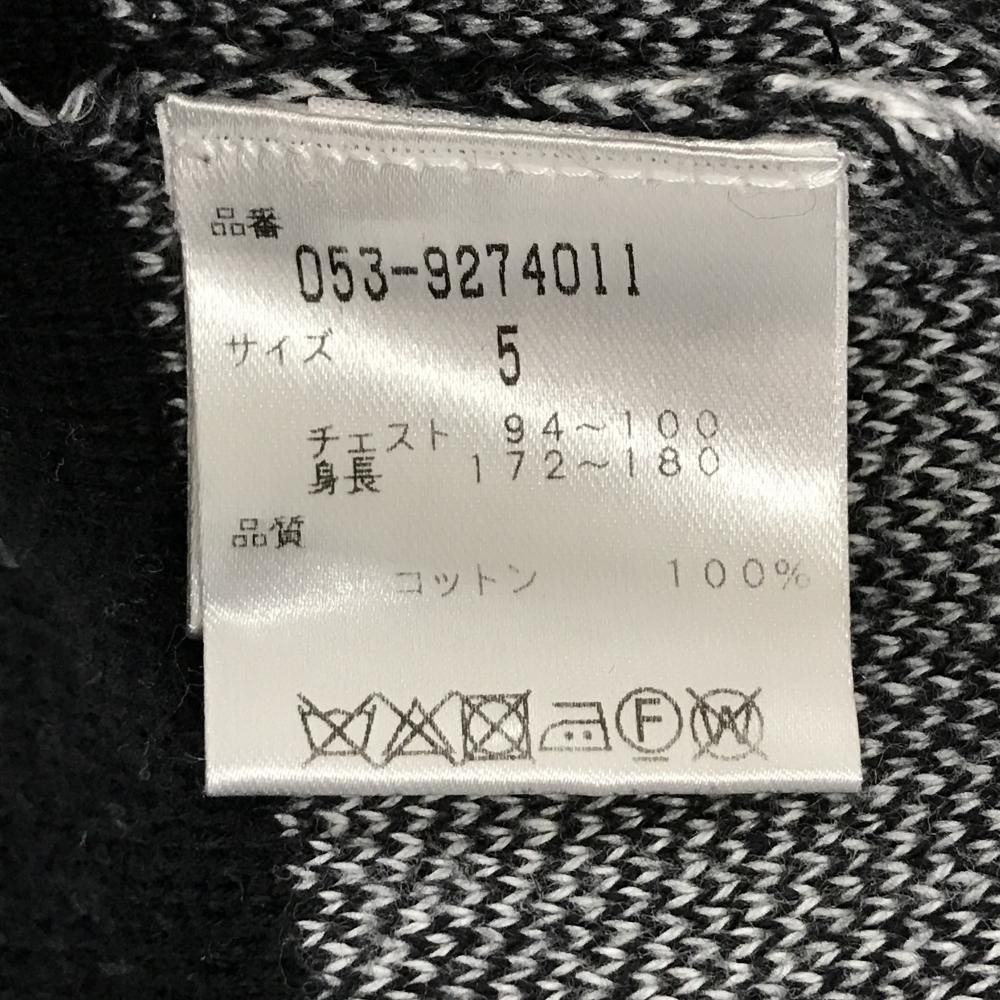 品番
053-9274011
サイズ 5
チェスト 94~100
身長 172~180
品質
コットン 100%
F
W